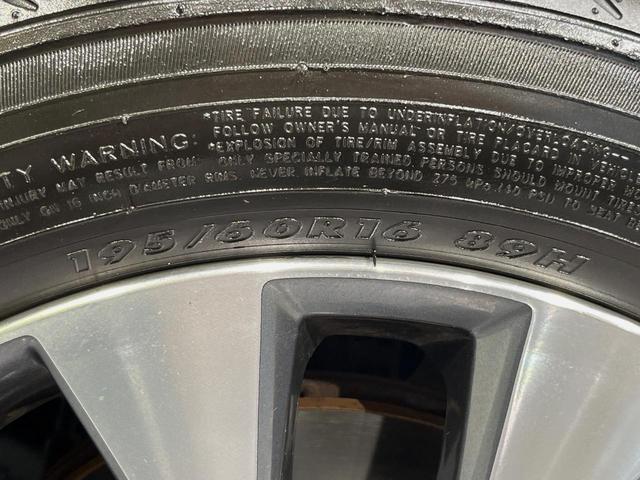 *TIRE FAILURE DUE TO UNDERINFLATION/OVERLOADING--
TY WARNING: FOLLOW OWNER'S MANUAL OR TIRE PLACARD IN VEHICLE
*EXPLOSION OF TIRE/RIM ASSEMBLY DUE TO IMPROPER
INJURY MAY RESULT FROM: ONLY SPECIALLY TRAINED PERSONS SHOULD MOUNT TIRES
ONLY ON 16 INCH DIAMETER RIMS. NEVER INFLATE BEYOND 275 kPa (40 PSI) TO SEAT
195/60R16 89H